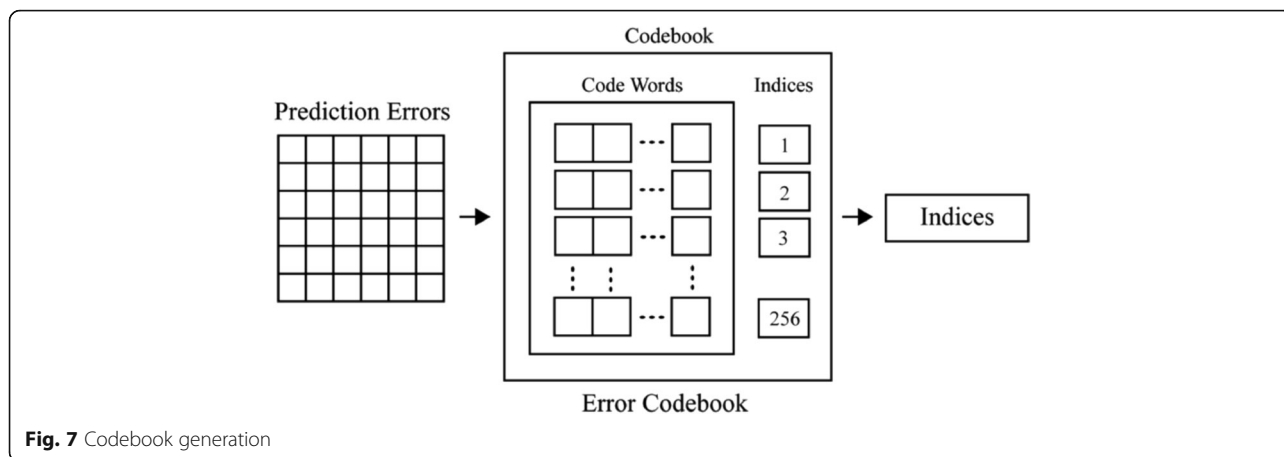 Codebook
Code Words Indices
Prediction Errors
1
2
3
Indices
256
Error Codebook
Fig. 7 Codebook generation